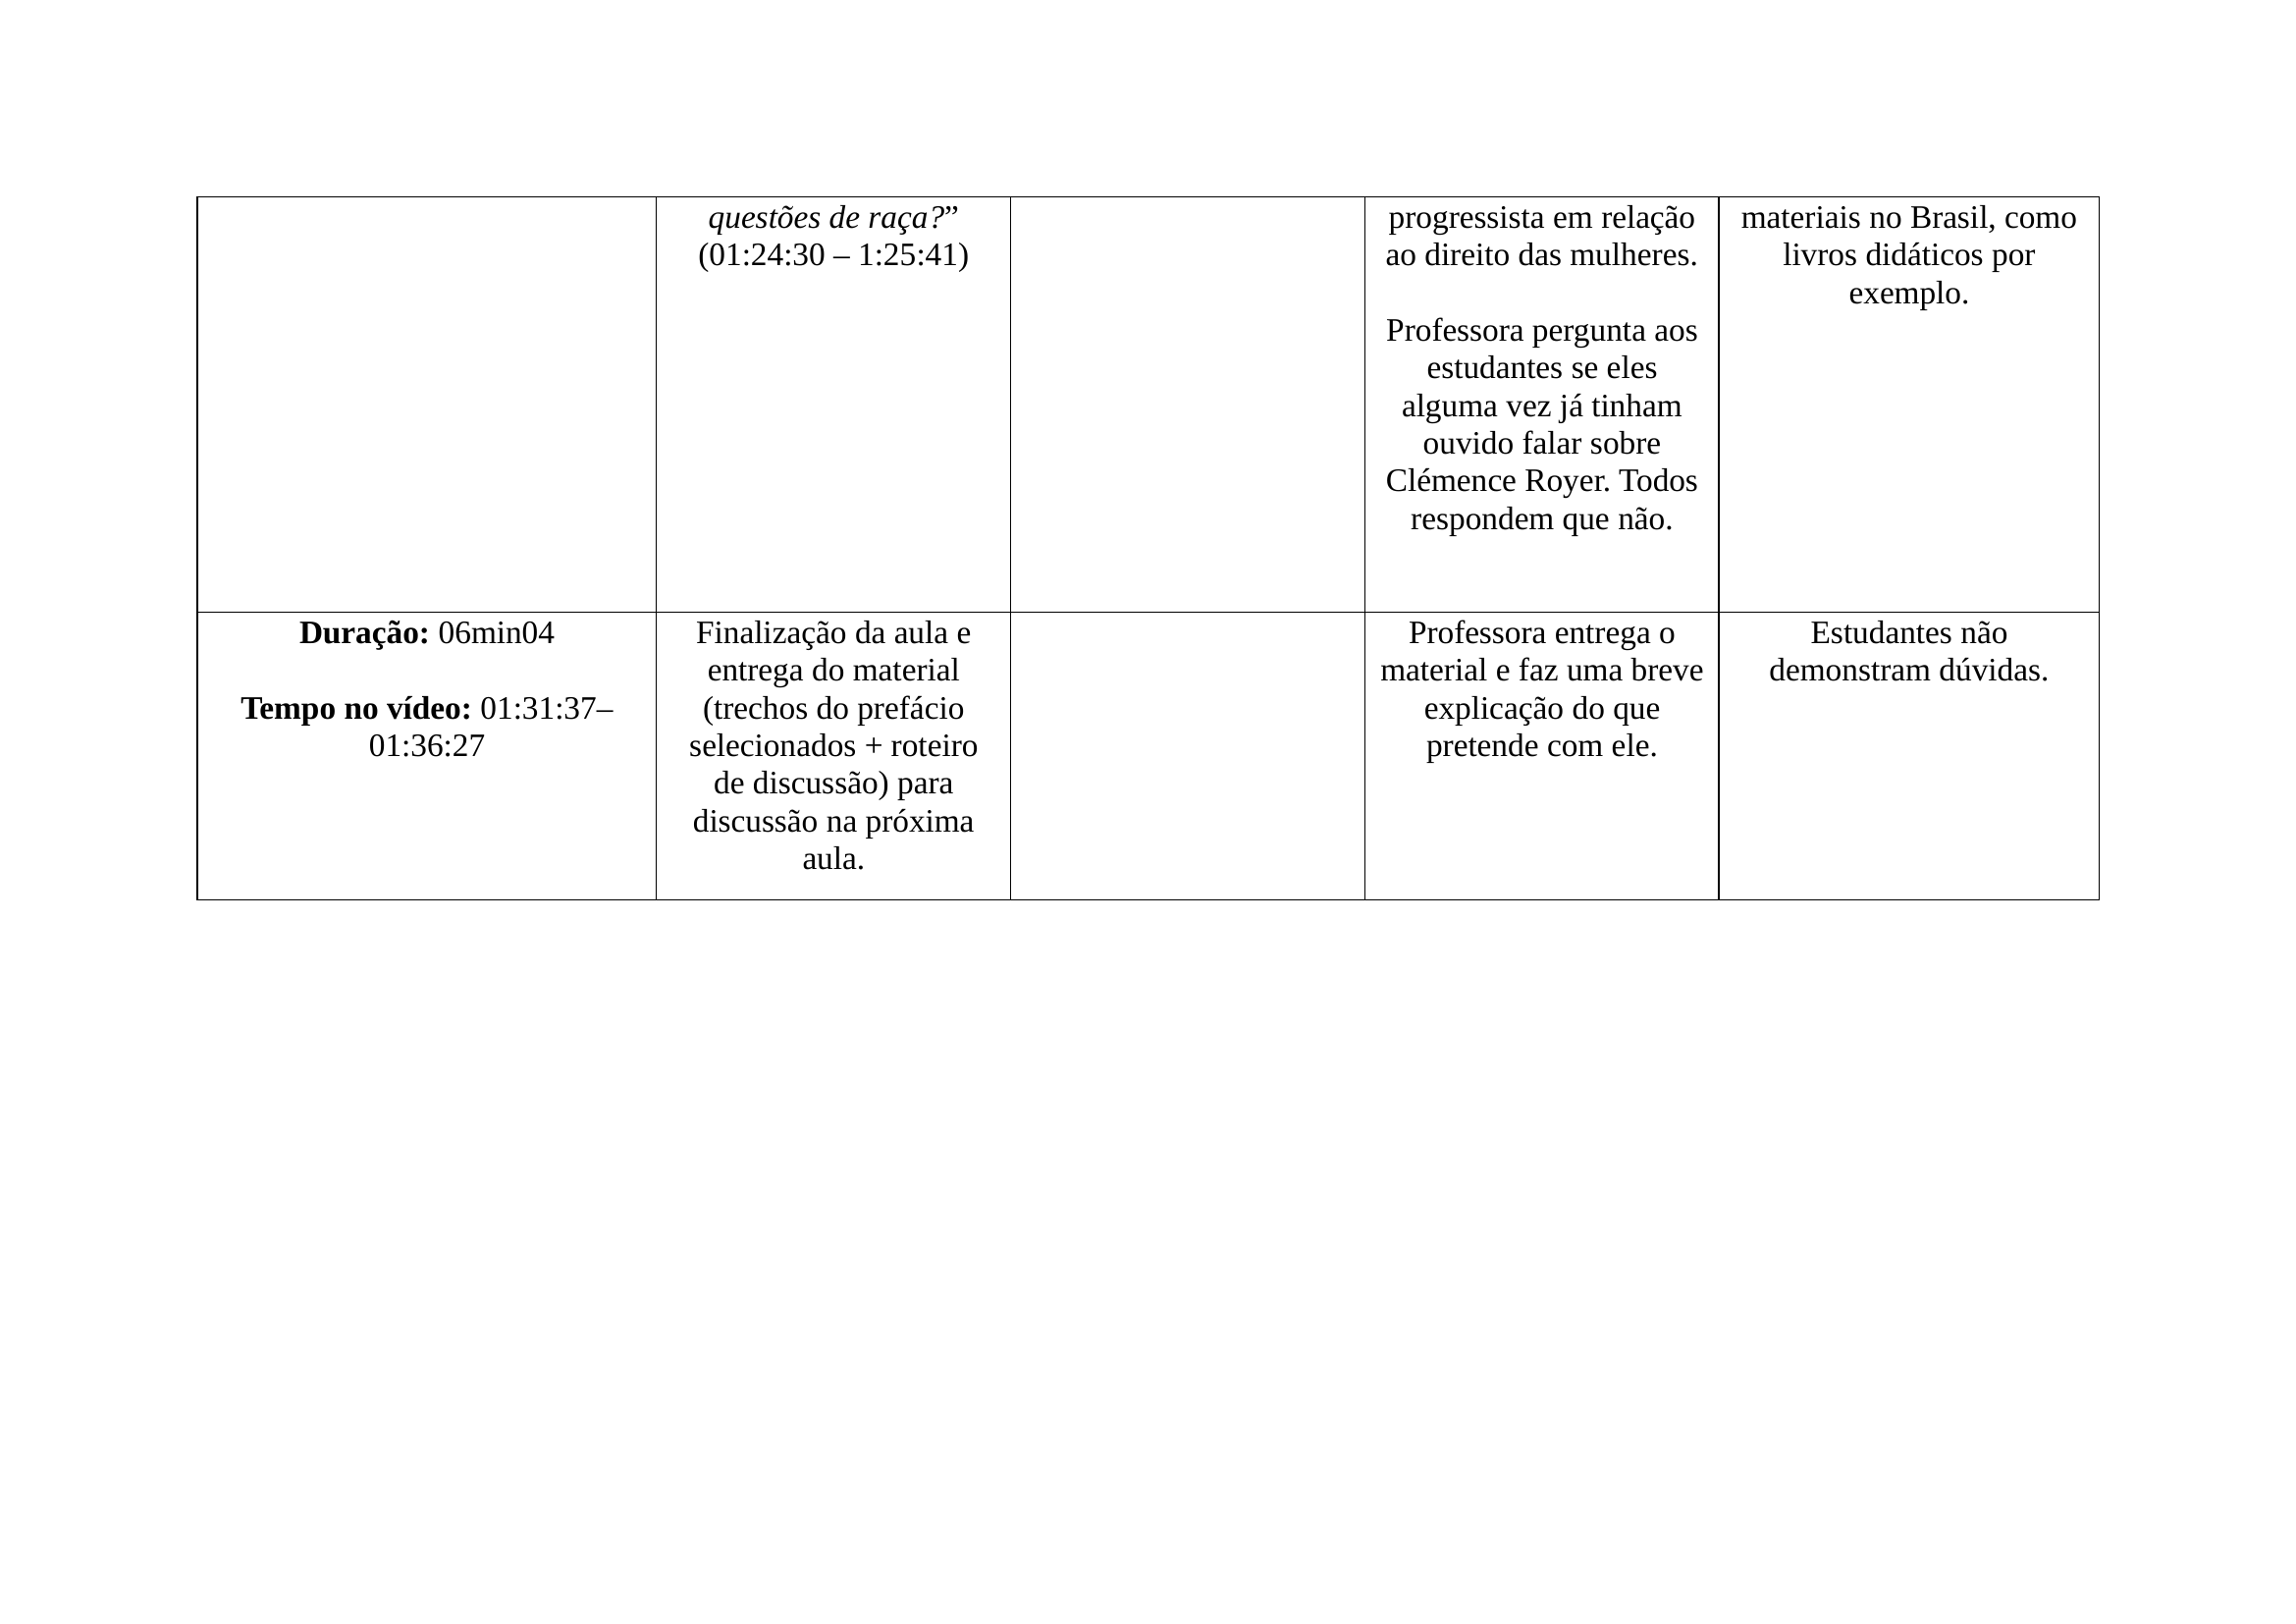 questões de raça?”
(01:24:30 – 1:25:41)
progressista em relação
ao direito das mulheres.
Professora pergunta aos
estudantes se eles
alguma vez já tinham
ouvido falar sobre
Clémence Royer. Todos
respondem que não.
materiais no Brasil, como
livros didáticos por
exemplo.
Duração: 06min04
Tempo no vídeo: 01:31:37–
01:36:27
Finalização da aula e
entrega do material
(trechos do prefácio
selecionados + roteiro
de discussão) para
discussão na próxima
aula.
Professora entrega o
material e faz uma breve
explicação do que
pretende com ele.
Estudantes não
demonstram dúvidas.